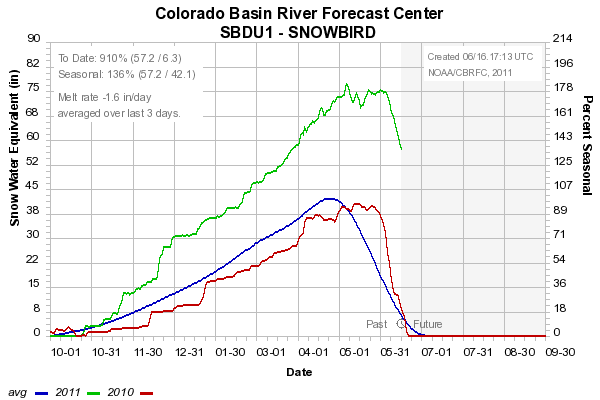 Colorado Basin River Forecast Center
SBDU1 - SNOWBIRD
To Date: 910% (57.2 / 6.3)
Seasonal: 136% (57.2 / 42.1)
Melt rate -1.6 in/day
averaged over last 3 days.
Created 06/16.17:13 UTC
NOAA/CBRFC, 2011
Snow Water Equivalent (in)
90
82
75
68
60
52
45
38
30
22
15
8
0
Percent Seasonal
214
196
178
161
143
125
107
89
71
54
36
18
0
Past Future
10-01 10-31 11-30 12-31 01-30 03-01 04-01 05-01 05-31 07-01 07-31 08-30 09-30
Date
avg 2011 2010